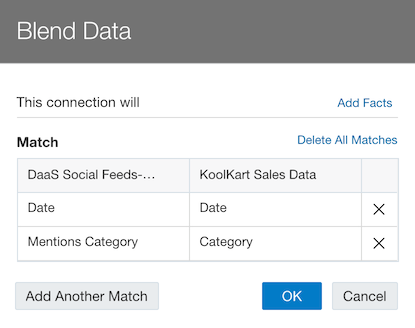 Blend Data
This connection will Add Facts
Match Delete All Matches
DaaS Social Feeds-... KoolKart Sales Data
Date Date
Mentions Category Category
Add Another Match OK Cancel